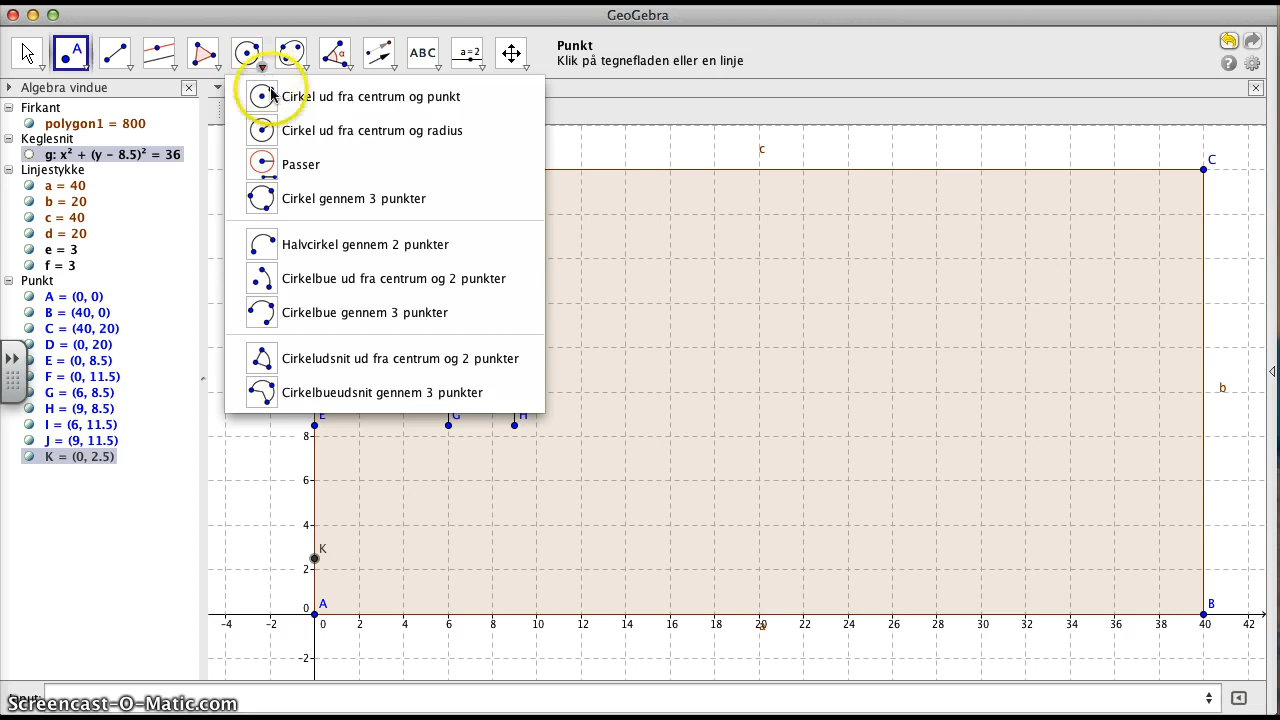 GeoGebra
A
α
ABC
a=2
Punkt
Klik på tegnefladen eller en linje
Algebra vindue
Firkant
polygon1 = 800
Keglesnit
g: x² + (y − 8.5)² = 36
Linjestykke
a = 40
b = 20
c = 40
d = 20
e = 3
f = 3
Punkt
A = (0, 0)
B = (40, 0)
C = (40, 20)
D = (0, 20)
E = (0, 8.5)
F = (0, 11.5)
G = (6, 8.5)
H = (9, 8.5)
I = (6, 11.5)
J = (9, 11.5)
K = (0, 2.5)
Cirkel ud fra centrum og punkt
Cirkel ud fra centrum og radius
Passer
Cirkel gennem 3 punkter
Halvcirkel gennem 2 punkter
Cirkelbue ud fra centrum og 2 punkter
Cirkelbue gennem 3 punkter
Cirkeludsnit ud fra centrum og 2 punkter
Cirkelbueudsnit gennem 3 punkter
c
C
b
E
G
H
8
6
4
K
2
0
A
B
-4 -2 0 2 4 6 8 10 12 14 16 18 20 22 24 26 28 30 32 34 36 38 40 42
a
-2
Screencast-O-Matic.com